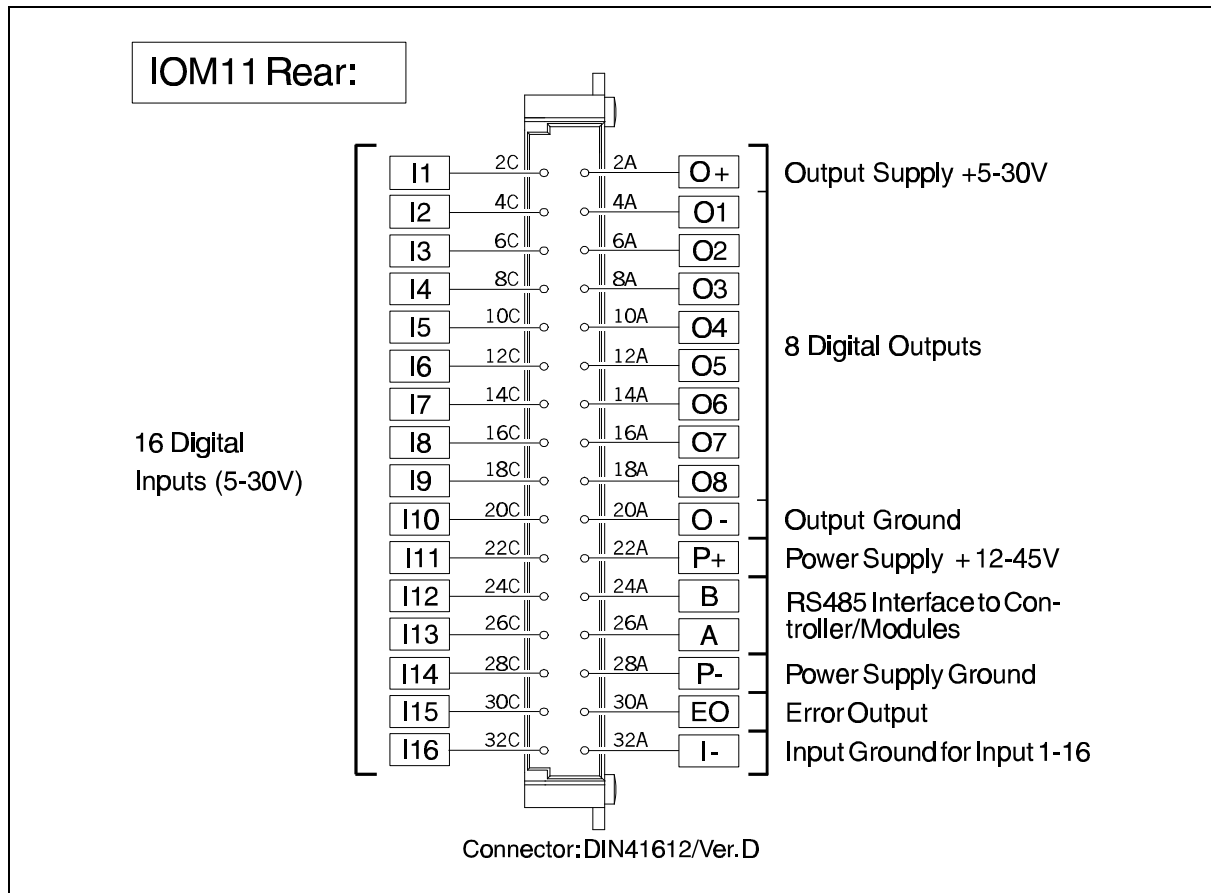 IOM11 Rear:
I1 2C 2A O+ Output Supply +5-30V
I2 4C 4A O1
I3 6C 6A O2
I4 8C 8A O3
I5 10C 10A O4
8 Digital Outputs
I6 12C 12A O5
I7 14C 14A O6
16 Digital
I8 16C 16A O7
Inputs (5-30V)
I9 18C 18A O8
I10 20C 20A O- Output Ground
I11 22C 22A P+ Power Supply +12-45V
I12 24C 24A B RS485 Interface to Con-
I13 26C 26A A troller/Modules
I14 28C 28A P- Power Supply Ground
I15 30C 30A EO Error Output
I16 32C 32A I- Input Ground for Input 1-16
Connector:DIN41612/Ver.D